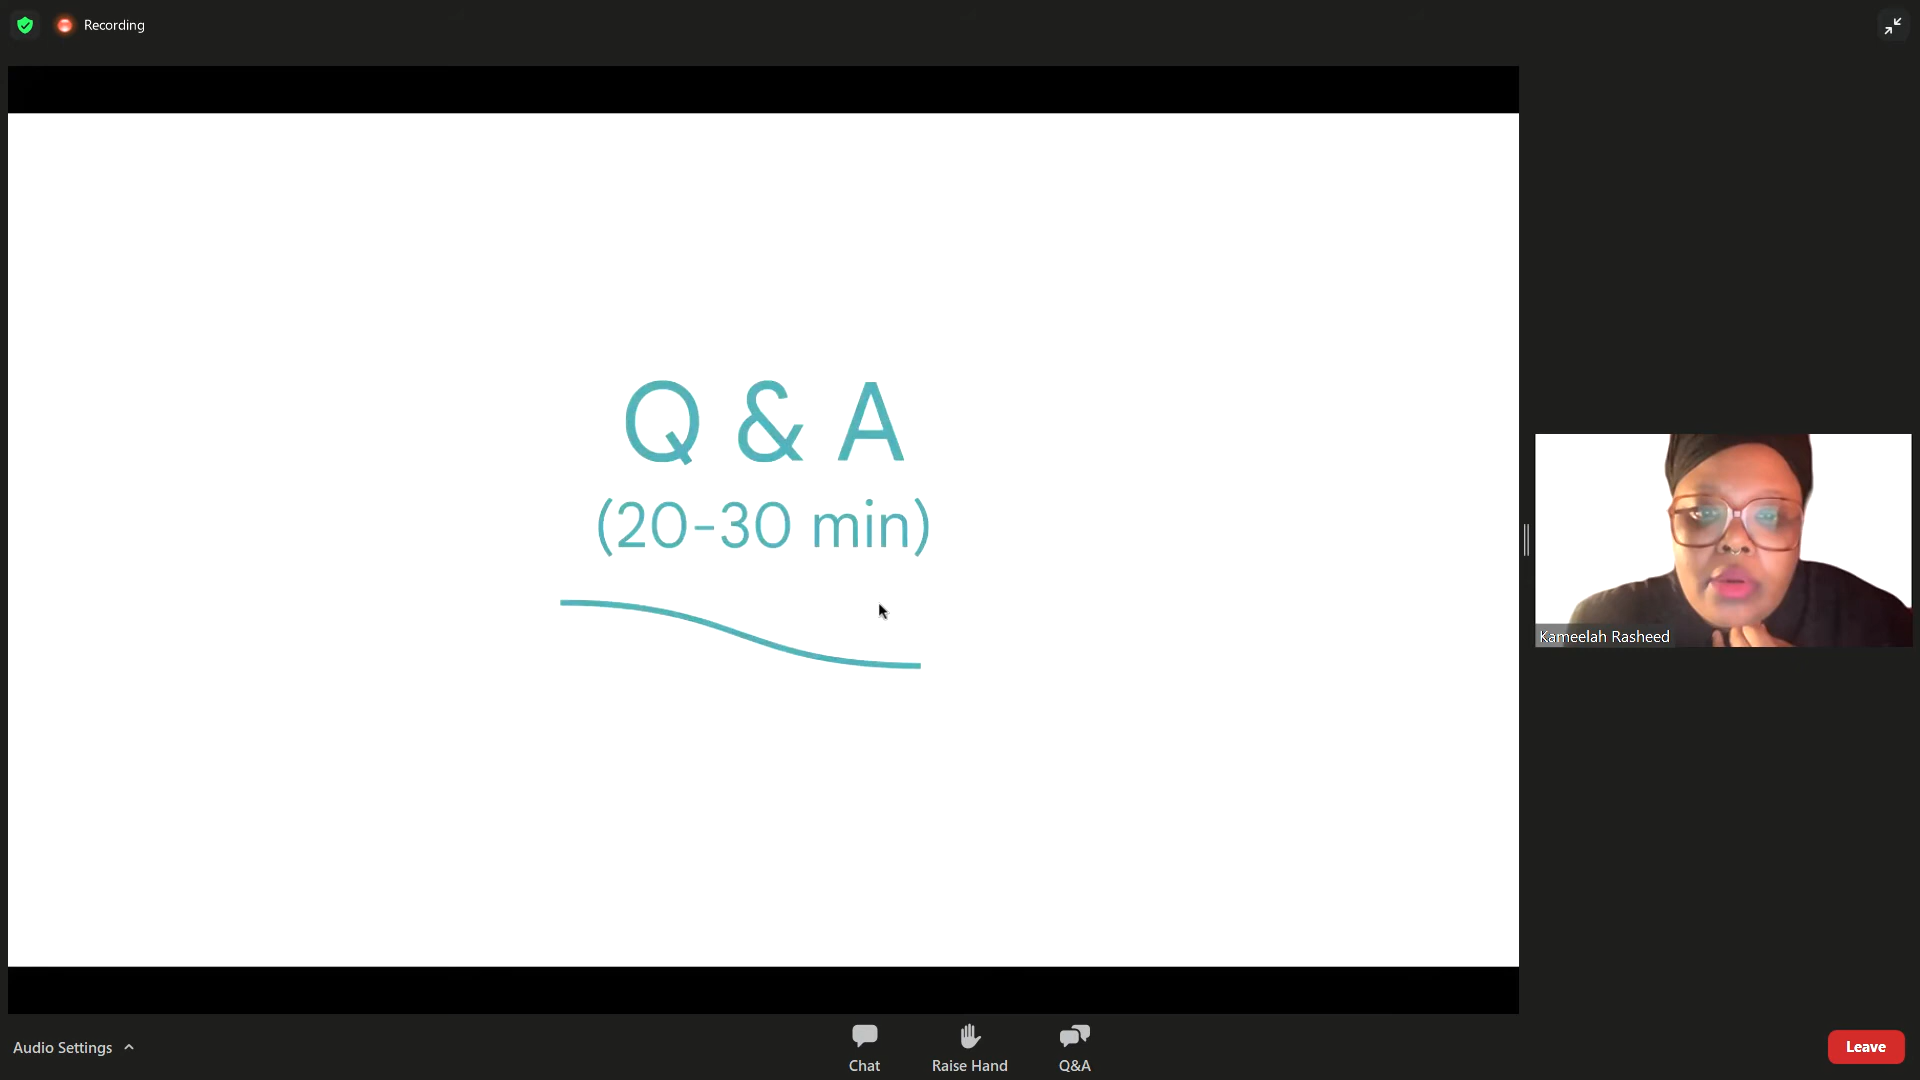 Recording
Q & A
(20-30 min)
Kameelah Rasheed
Audio Settings
Chat
Raise Hand
Q&A
Leave